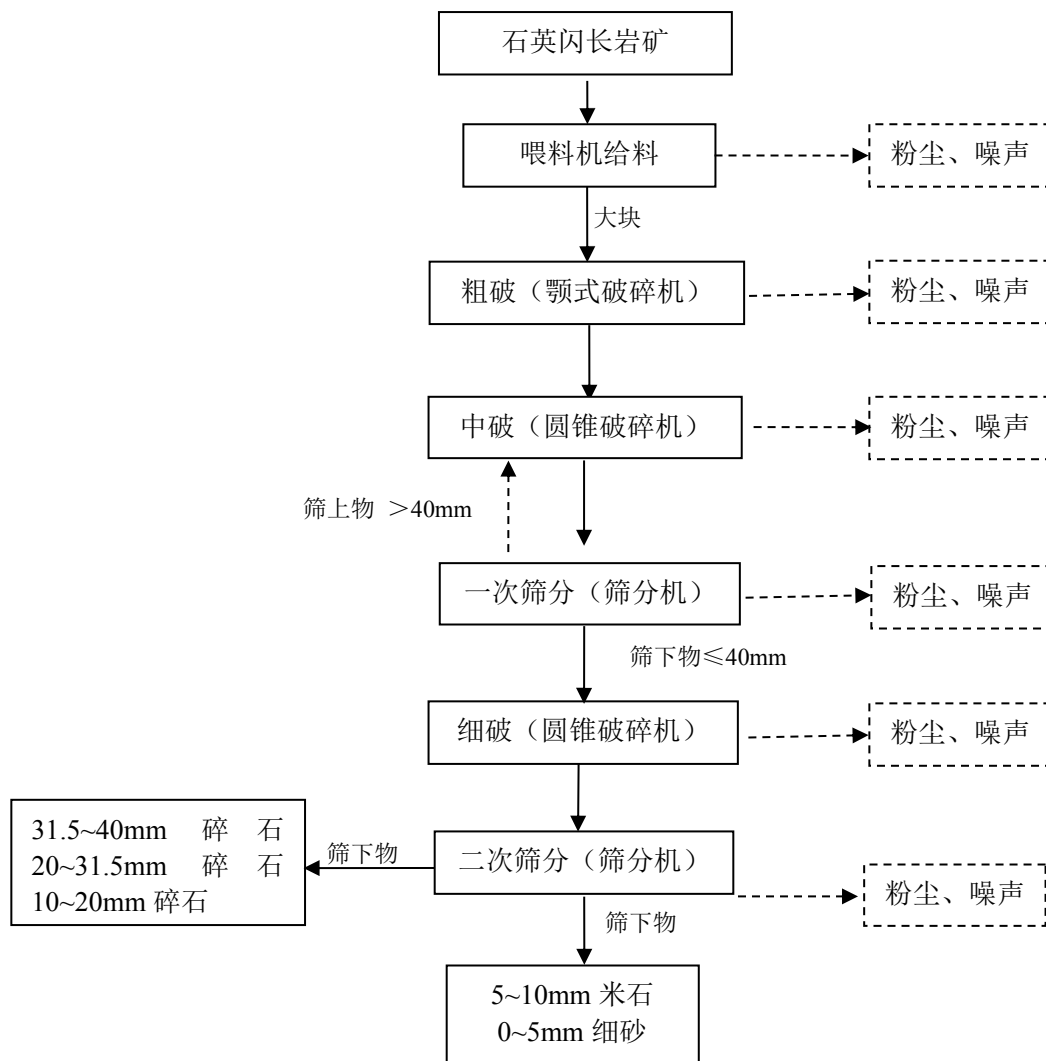 石英闪长岩矿
喂料机给料
粉尘、噪声
大块
粗破（颚式破碎机）
粉尘、噪声
中破（圆锥破碎机）
粉尘、噪声
筛上物 ＞40mm
一次筛分（筛分机）
粉尘、噪声
筛下物≤40mm
细破（圆锥破碎机）
粉尘、噪声
31.5~40mm 碎 石
20~31.5mm 碎 石
10~20mm 碎石
筛下物
二次筛分（筛分机）
粉尘、噪声
筛下物
5~10mm 米石
0~5mm 细砂